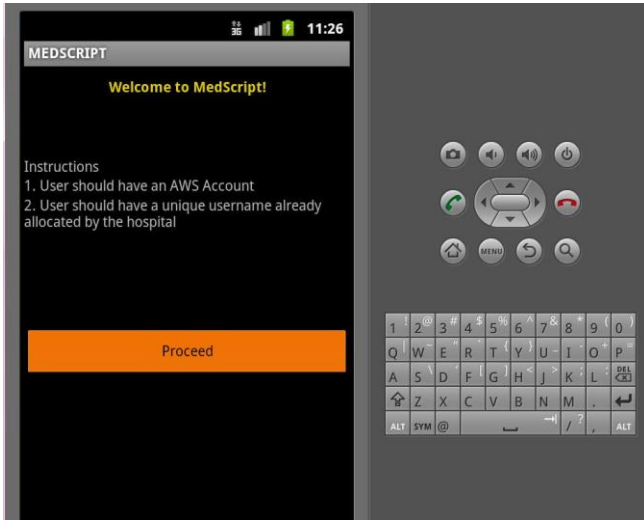 3G 11:26
MEDSCRIPT
Welcome to MedScript!
Instructions
1. User should have an AWS Account
2. User should have a unique username already
allocated by the hospital
Proceed
MENU
1 ! 2 @ 3 # 4 $ 5 % 6 ^ 7 & 8 * 9 ( 0 )
Q | W ~ E " R ` T { Y } U _ I - O + P =
A S \ D ' F [ G ] H < J > K ; L : DEL
Z X C V B N M .
ALT SYM @ / ? , ALT